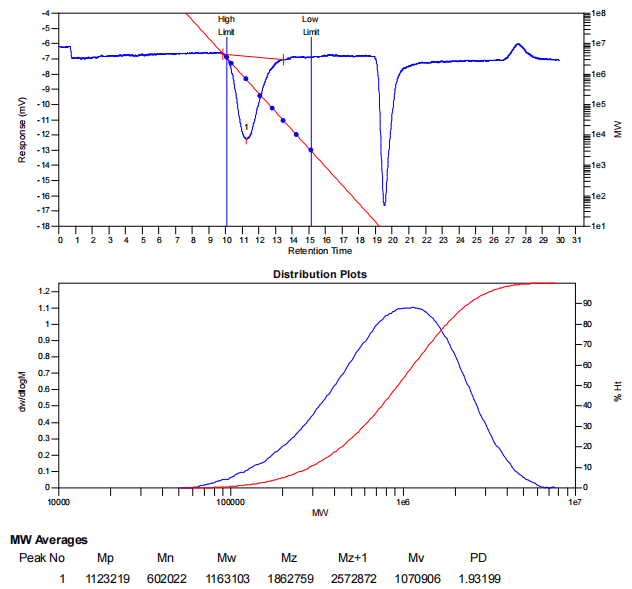 High Low
Limit Limit
-4 1e8
-5
-6 1e7
-7
-8 1e6
-9
-10 1e5
-11
-12 1 1e4
-13
-14 1e3
-15
-16 1e2
-17
-18 1e1
Response (mV)
MW
0 1 2 3 4 5 6 7 8 9 10 11 12 13 14 15 16 17 18 19 20 21 22 23 24 25 26 27 28 29 30 31
Retention Time
Distribution Plots
1.2
1.1 90
1 80
0.9 70
0.8
0.7 60
0.6 50
0.5 40
0.4 30
0.3
0.2 20
0.1 10
0 0
dw/dlogM
% Ht
10000 100000 1e6 1e7
MW
MW Averages
Peak No Mp Mn Mw Mz Mz+1 Mv PD
1 1123219 602022 1163103 1862759 2572872 1070906 1.93199